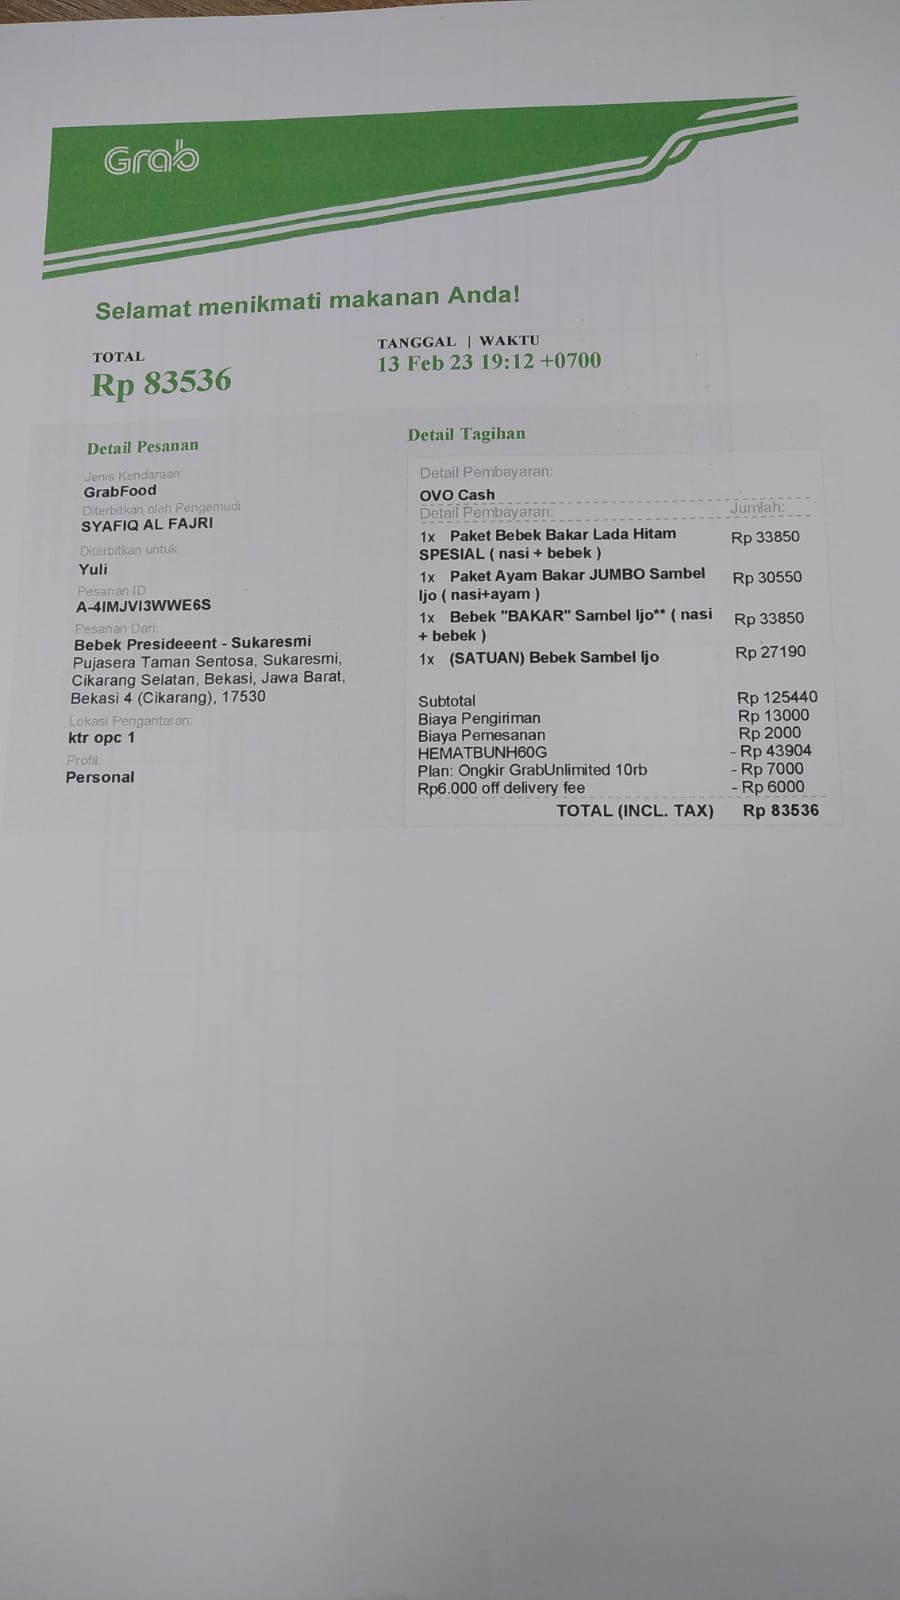 Grab
Selamat menikmati makanan Anda!
TOTAL
Rp 83536
TANGGAL | WAKTU
13 Feb 23 19:12 +0700
Detail Pesanan
Jenis Kendaraan:
GrabFood
Diterbitkan oleh Pengemudi
SYAFIQ AL FAJRI
Diterbitkan untuk
Yuli
Pesanan ID
A-4IMJVI3WWE6S
Pesanan Dari:
Bebek Presideeent - Sukaresmi
Pujasera Taman Sentosa, Sukaresmi,
Cikarang Selatan, Bekasi, Jawa Barat,
Bekasi 4 (Cikarang), 17530
Lokasi Pengantaran:
ktr opc 1
Profil:
Personal
Detail Tagihan
Detail Pembayaran:
OVO Cash
Detail Pembayaran: Jumlah:
1x Paket Bebek Bakar Lada Hitam Rp 33850
SPESIAL ( nasi + bebek )
1x Paket Ayam Bakar JUMBO Sambel Rp 30550
Ijo ( nasi+ayam )
1x Bebek "BAKAR" Sambel Ijo** ( nasi Rp 33850
+ bebek )
1x (SATUAN) Bebek Sambel Ijo Rp 27190
Subtotal Rp 125440
Biaya Pengiriman Rp 13000
Biaya Pemesanan Rp 2000
HEMATBUNH60G - Rp 43904
Plan: Ongkir GrabUnlimited 10rb - Rp 7000
Rp6.000 off delivery fee - Rp 6000
TOTAL (INCL. TAX) Rp 83536